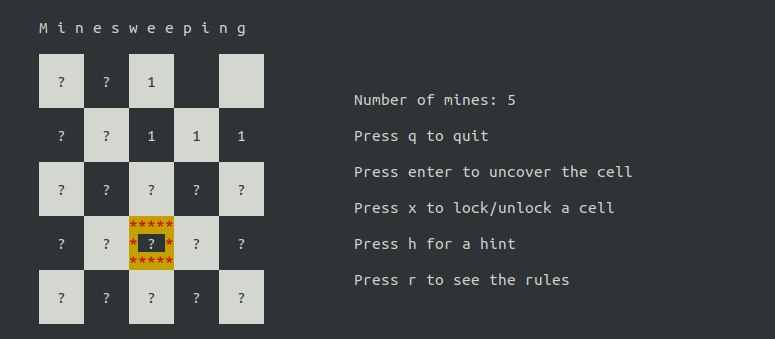 M i n e s w e e p i n g
? ? 1
Number of mines: 5
? ? 1 1 1
Press q to quit
Press enter to uncover the cell
? ? ? ? ?
Press x to lock/unlock a cell
*****
? ? * ? * ? ?
Press h for a hint
*****
Press r to see the rules
? ? ? ? ?